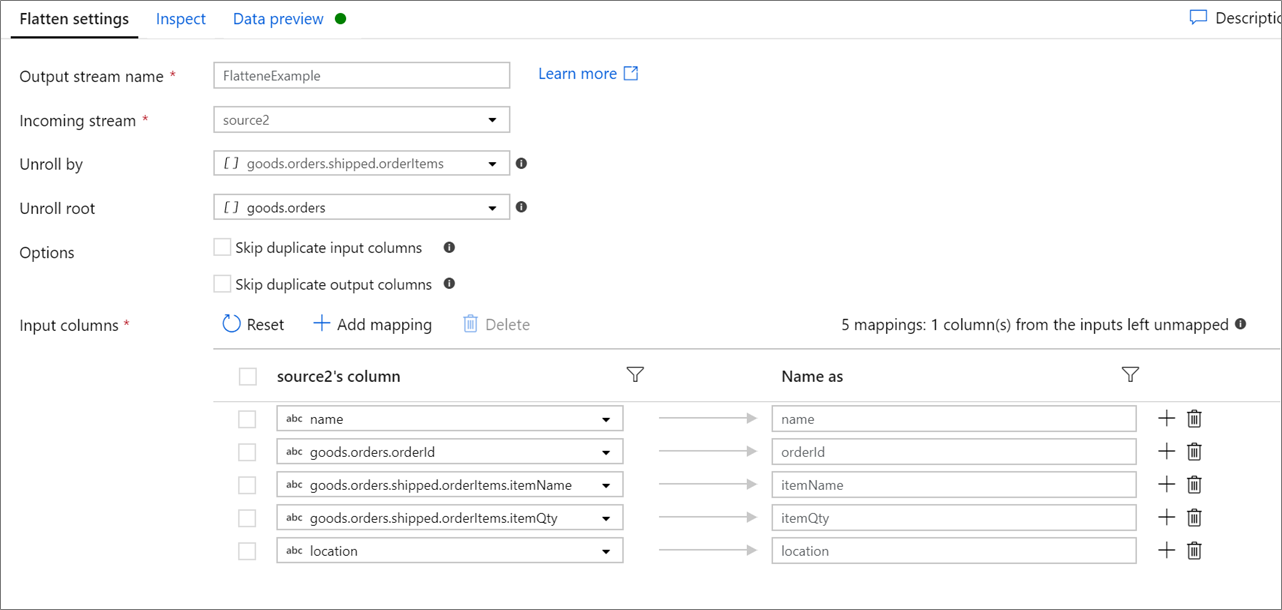 Flatten settings Inspect Data preview Descriptio
Output stream name * FlatteneExample Learn more
Incoming stream * source2
Unroll by [ ] goods.orders.shipped.orderItems
Unroll root [ ] goods.orders
Options Skip duplicate input columns
Skip duplicate output columns
Input columns * Reset Add mapping Delete 5 mappings: 1 column(s) from the inputs left unmapped
source2's column Name as
abc name name
abc goods.orders.orderId orderId
abc goods.orders.shipped.orderItems.itemName itemName
abc goods.orders.shipped.orderItems.itemQty itemQty
abc location location